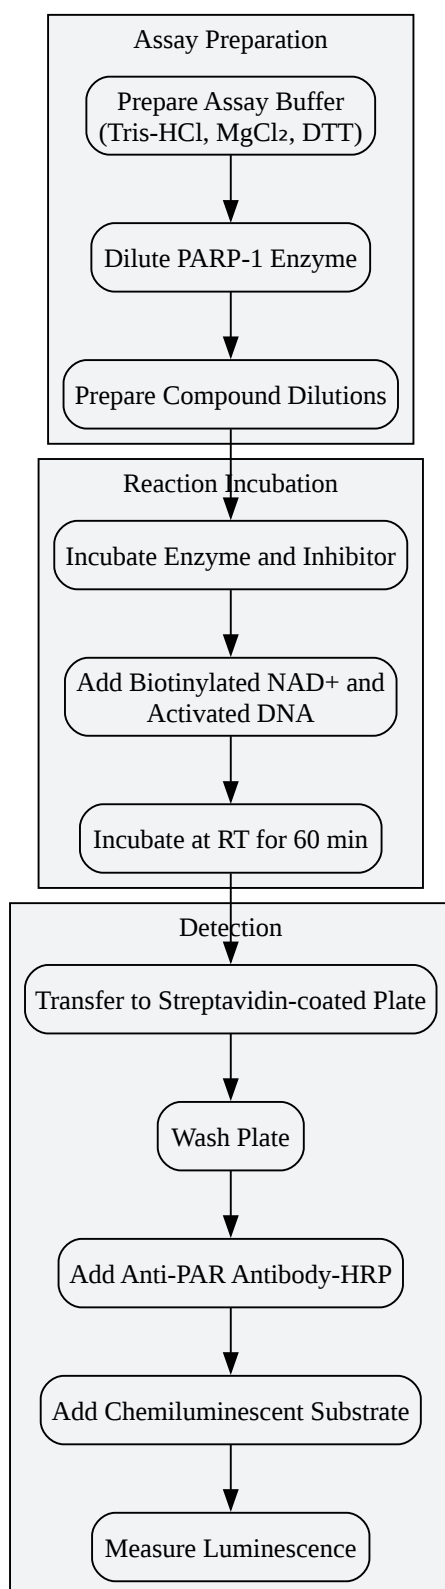 Assay Preparation
Prepare Assay Buffer
(Tris-HCl, MgCl₂, DTT)
Dilute PARP-1 Enzyme
Prepare Compound Dilutions
Reaction Incubation
Incubate Enzyme and Inhibitor
Add Biotinylated NAD+ and
Activated DNA
Incubate at RT for 60 min
Detection
Transfer to Streptavidin-coated Plate
Wash Plate
Add Anti-PAR Antibody-HRP
Add Chemiluminescent Substrate
Measure Luminescence